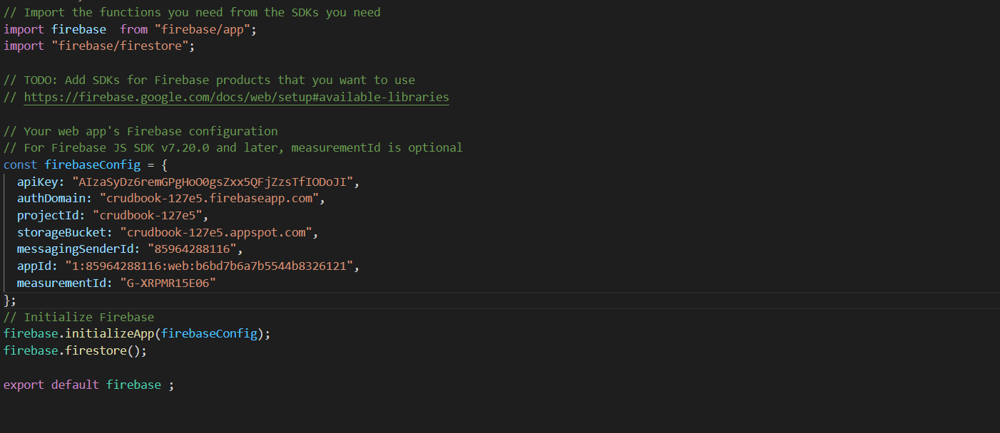 // Import the functions you need from the SDKs you need
import firebase  from "firebase/app";
import "firebase/firestore";
// TODO: Add SDKs for Firebase products that you want to use
// https://firebase.google.com/docs/web/setup#available-libraries
// Your web app's Firebase configuration
// For Firebase JS SDK v7.20.0 and later, measurementId is optional
const firebaseConfig = {
  apiKey: "AIzaSyDz6remGPgHoO0gsZxx5QFjZzsTfIODoJI",
  authDomain: "crudbook-127e5.firebaseapp.com",
  projectId: "crudbook-127e5",
  storageBucket: "crudbook-127e5.appspot.com",
  messagingSenderId: "85964288116",
  appId: "1:85964288116:web:b6bd7b6a7b5544b8326121",
  measurementId: "G-XRPMR15E06"
};
// Initialize Firebase
firebase.initializeApp(firebaseConfig);
firebase.firestore();
export default firebase ;